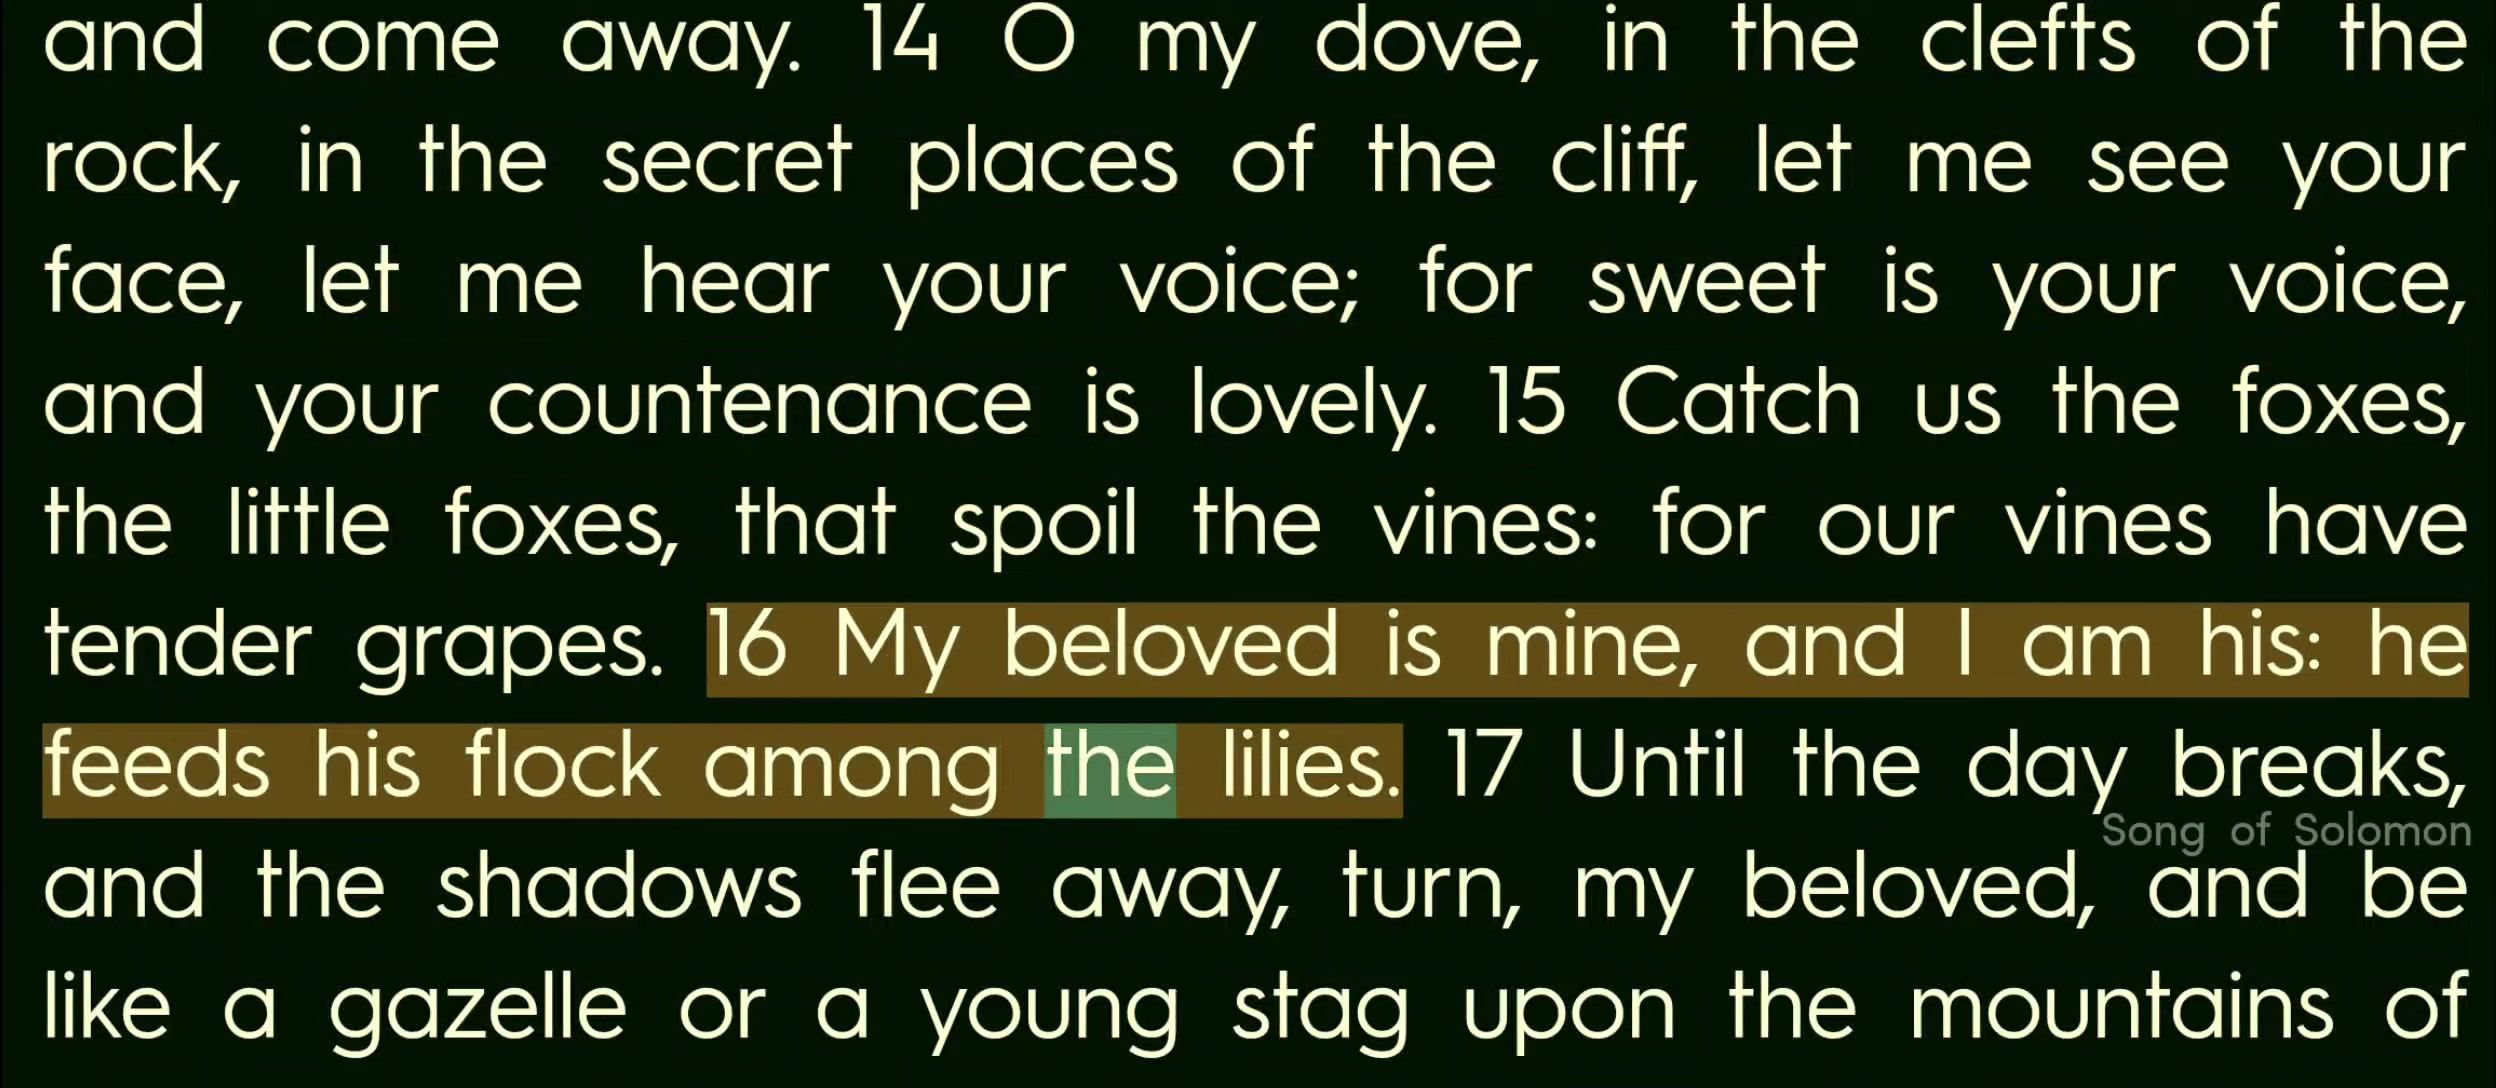 and come away. 14 O my dove, in the clefts of the
rock, in the secret places of the cliff, let me see your
face, let me hear your voice; for sweet is your voice,
and your countenance is lovely. 15 Catch us the foxes,
the little foxes, that spoil the vines: for our vines have
tender grapes. 16 My beloved is mine, and I am his: he
feeds his flock among the lilies. 17 Until the day breaks,
Song of Solomon
and the shadows flee away, turn, my beloved, and be
like a gazelle or a young stag upon the mountains of